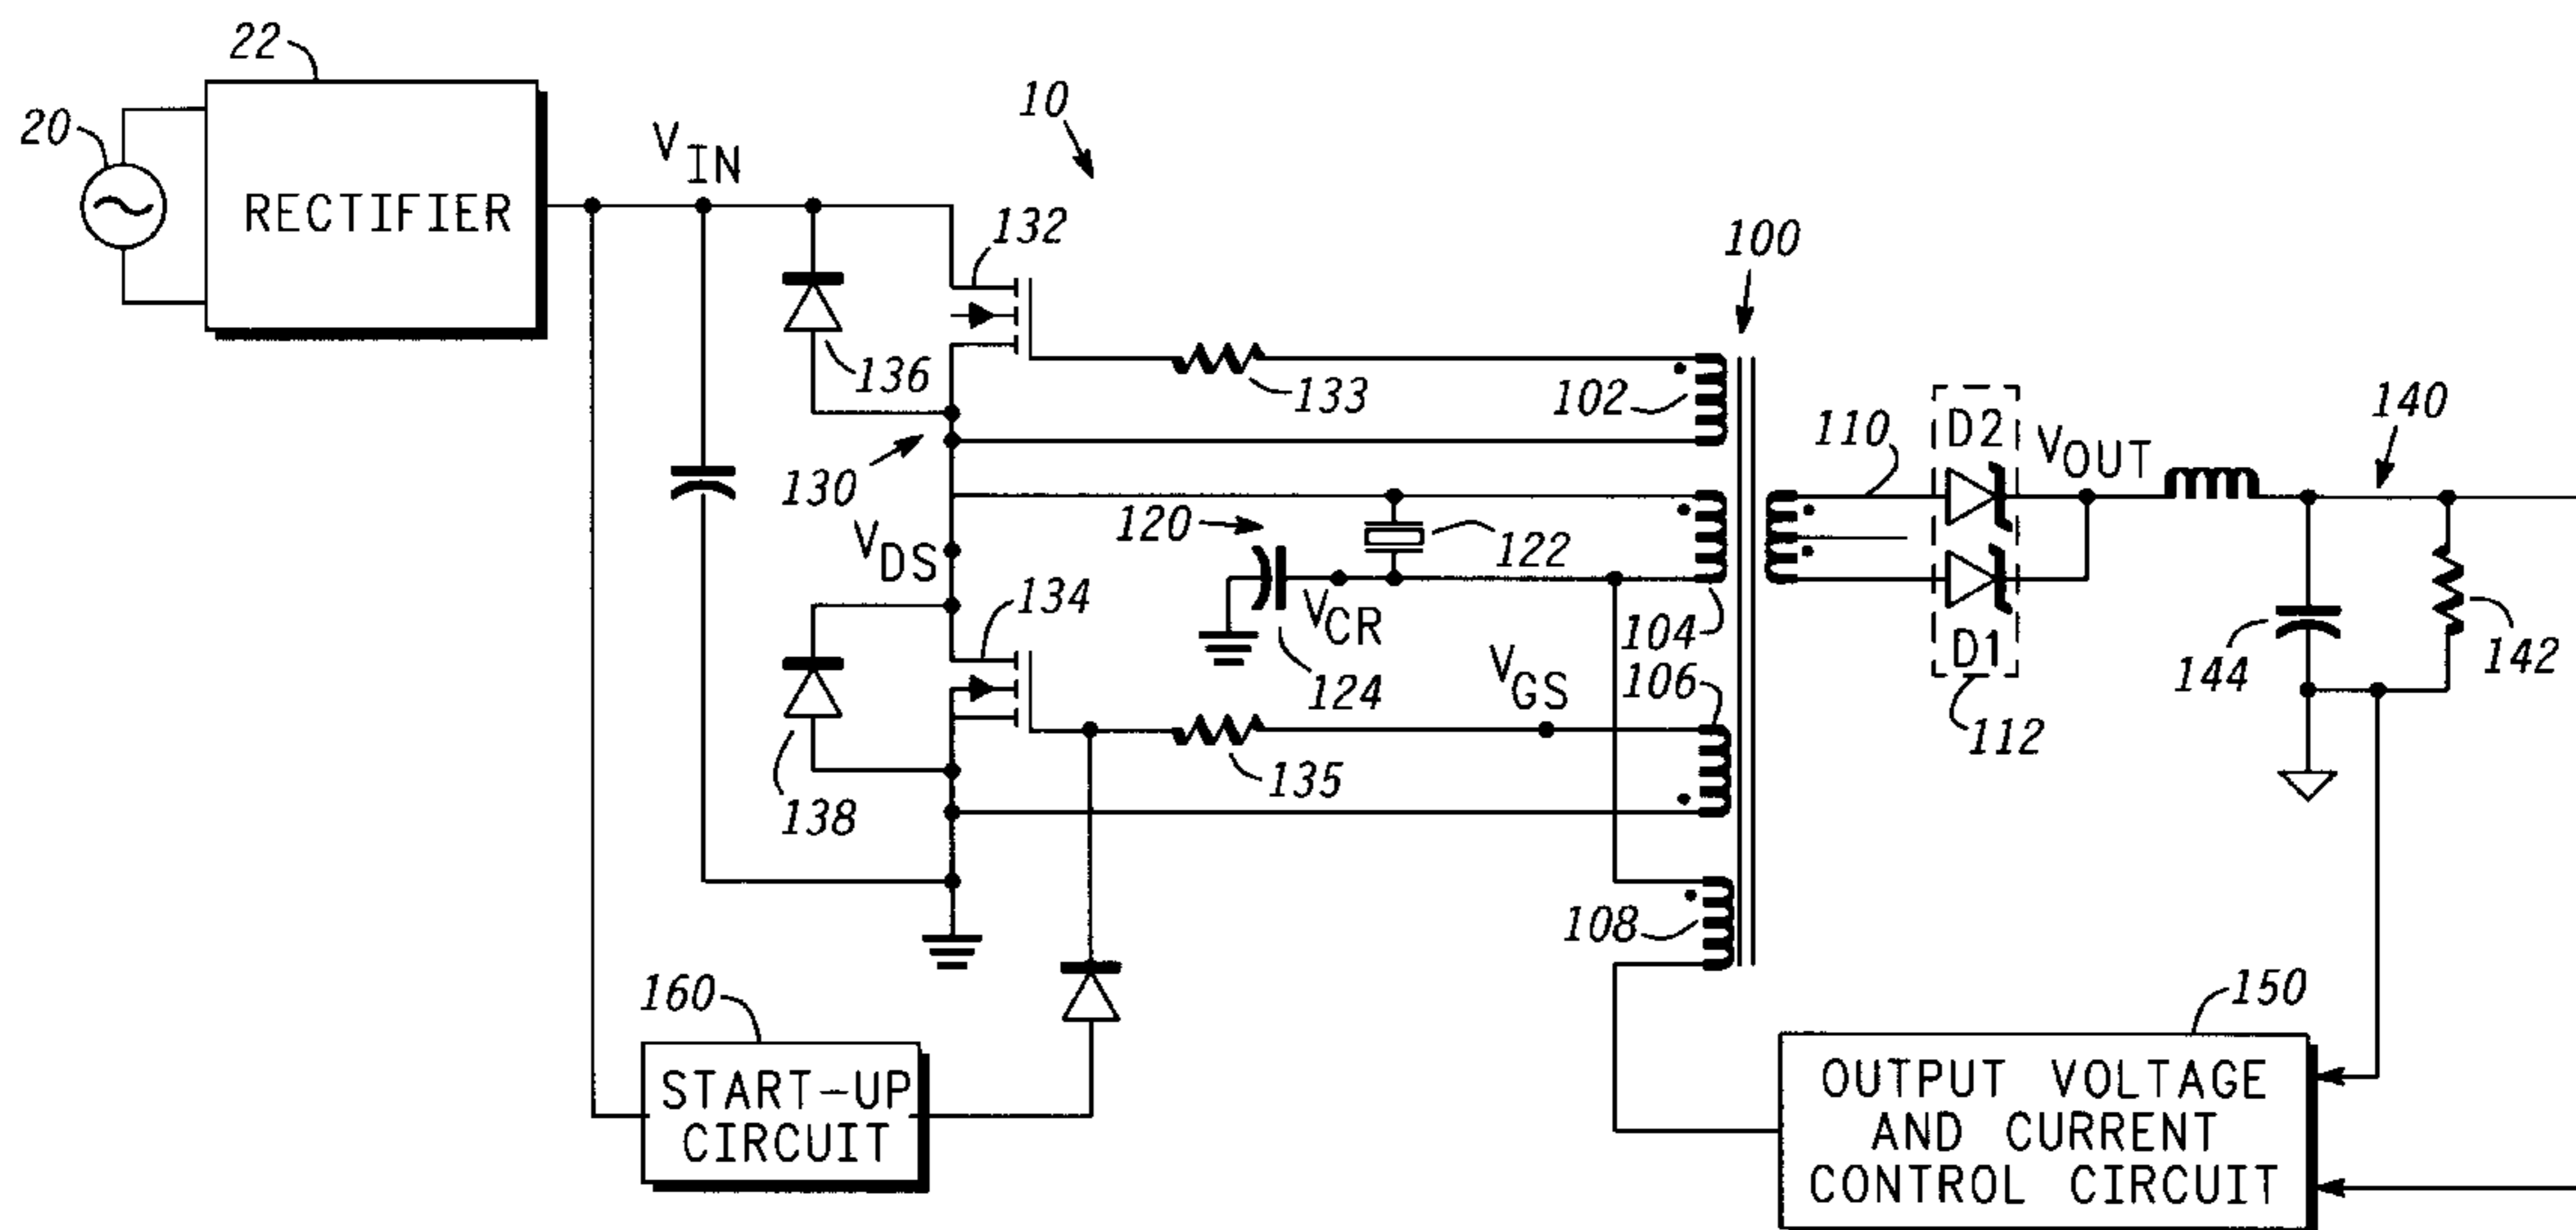 22
20
RECTIFIER
VIN
10
132
100
136
133
102
130
110
D2
VOUT
140
120
122
VDS
134
VCR
104
D1
124
VGS
106
144
142
112
138
135
108
160
START-UP
CIRCUIT
150
OUTPUT VOLTAGE
AND CURRENT
CONTROL CIRCUIT